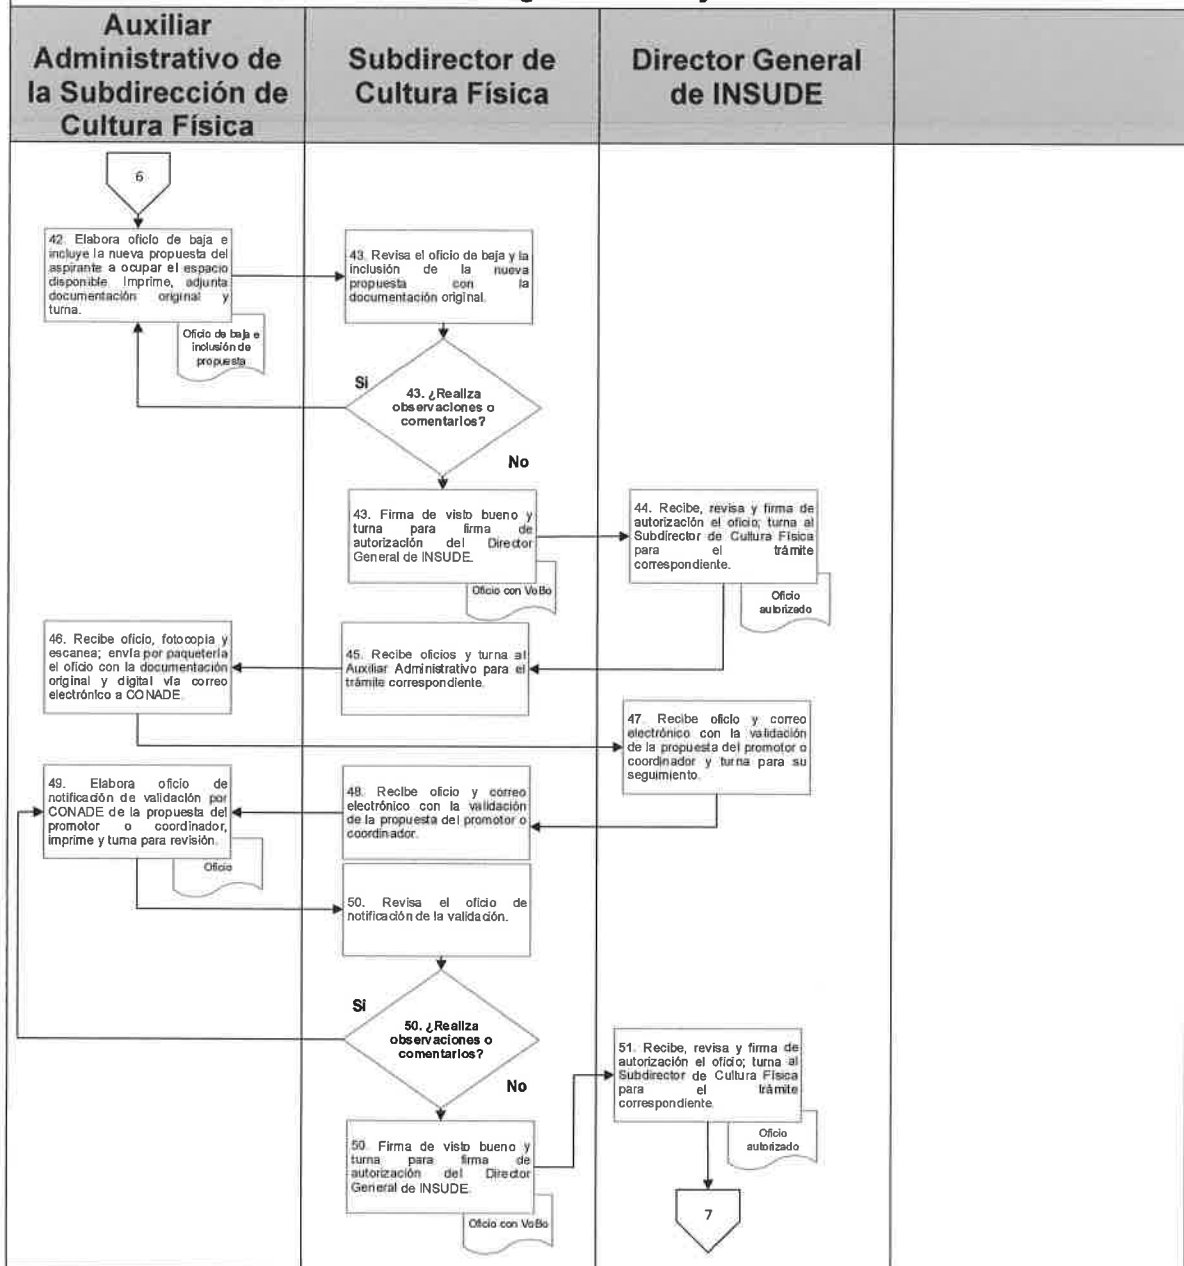 Auxiliar
Administrativo de
la Subdirección de
Cultura Física
Subdirector de
Cultura Física
Director General
de INSUDE
6
42. Elabora oficio de baja e
incluye la nueva propuesta del
aspirante a ocupar el espacio
disponible Imprime, adjunta
documentación original y
turna.
Oficio de baja e
inclusión de
propuesta
43. Revisa el oficio de baja y la
inclusión de la nueva
propuesta con la
documentación original.
Si
43. ¿Realiza
observaciones o
comentarios?
No
43. Firma de visto bueno y
turna para firma de
autorización del Director
General de INSUDE.
Oficio con VoBo
44. Recibe, revisa y firma de
autorización el oficio; turna al
Subdirector de Cultura Física
para el trámite
correspondiente.
Oficio
autorizado
46. Recibe oficio, fotocopia y
escanea; envía por paquetería
el oficio con la documentación
original y digital vía correo
electrónico a CONADE.
45. Recibe oficios y turna al
Auxiliar Administrativo para el
trámite correspondiente.
47. Recibe oficio y correo
electrónico con la validación
de la propuesta del promotor o
coordinador y turna para su
seguimiento.
49. Elabora oficio de
notificación de validación por
CONADE de la propuesta del
promotor o coordinador,
imprime y turna para revisión.
Oficio
48. Recibe oficio y correo
electrónico con la validación
de la propuesta del promotor o
coordinador.
50. Revisa el oficio de
notificación de la validación.
Si
50. ¿Realiza
observaciones o
comentarios?
No
50. Firma de visto bueno y
turna para firma de
autorización del Director
General de INSUDE.
Oficio con VoBo
51. Recibe, revisa y firma de
autorización el oficio; turna al
Subdirector de Cultura Física
para el trámite
correspondiente.
Oficio
autorizado
7